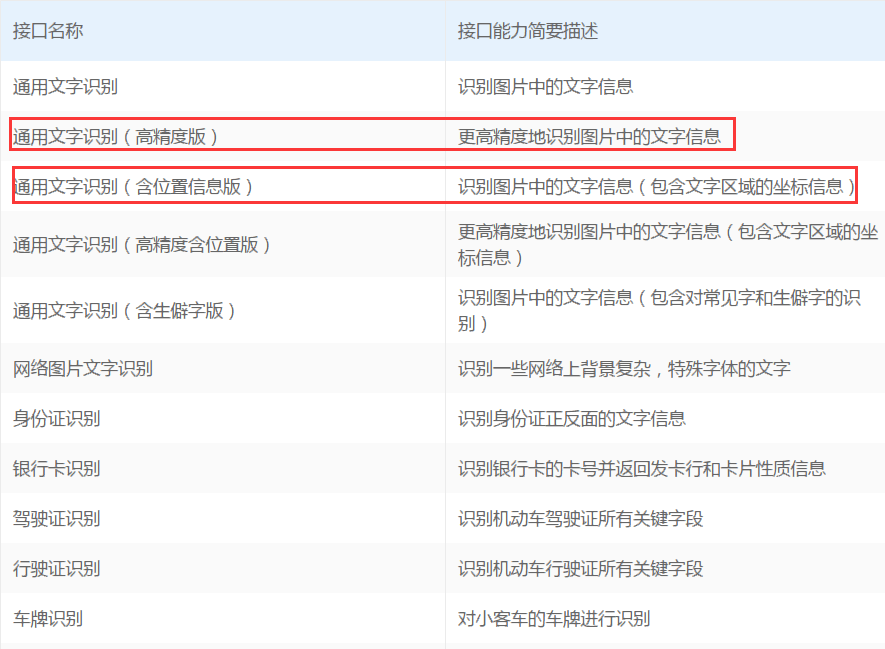 接口名称 接口能力简要描述
通用文字识别 识别图片中的文字信息
通用文字识别（高精度版） 更高精度地识别图片中的文字信息
通用文字识别（含位置信息版） 识别图片中的文字信息（包含文字区域的坐标信息）
通用文字识别（高精度含位置版） 更高精度地识别图片中的文字信息（包含文字区域的坐
标信息）
通用文字识别（含生僻字版） 识别图片中的文字信息（包含对常见字和生僻字的识
别）
网络图片文字识别 识别一些网络上背景复杂，特殊字体的文字
身份证识别 识别身份证正反面的文字信息
银行卡识别 识别银行卡的卡号并返回发卡行和卡片性质信息
驾驶证识别 识别机动车驾驶证所有关键字段
行驶证识别 识别机动车行驶证所有关键字段
车牌识别 对小客车的车牌进行识别